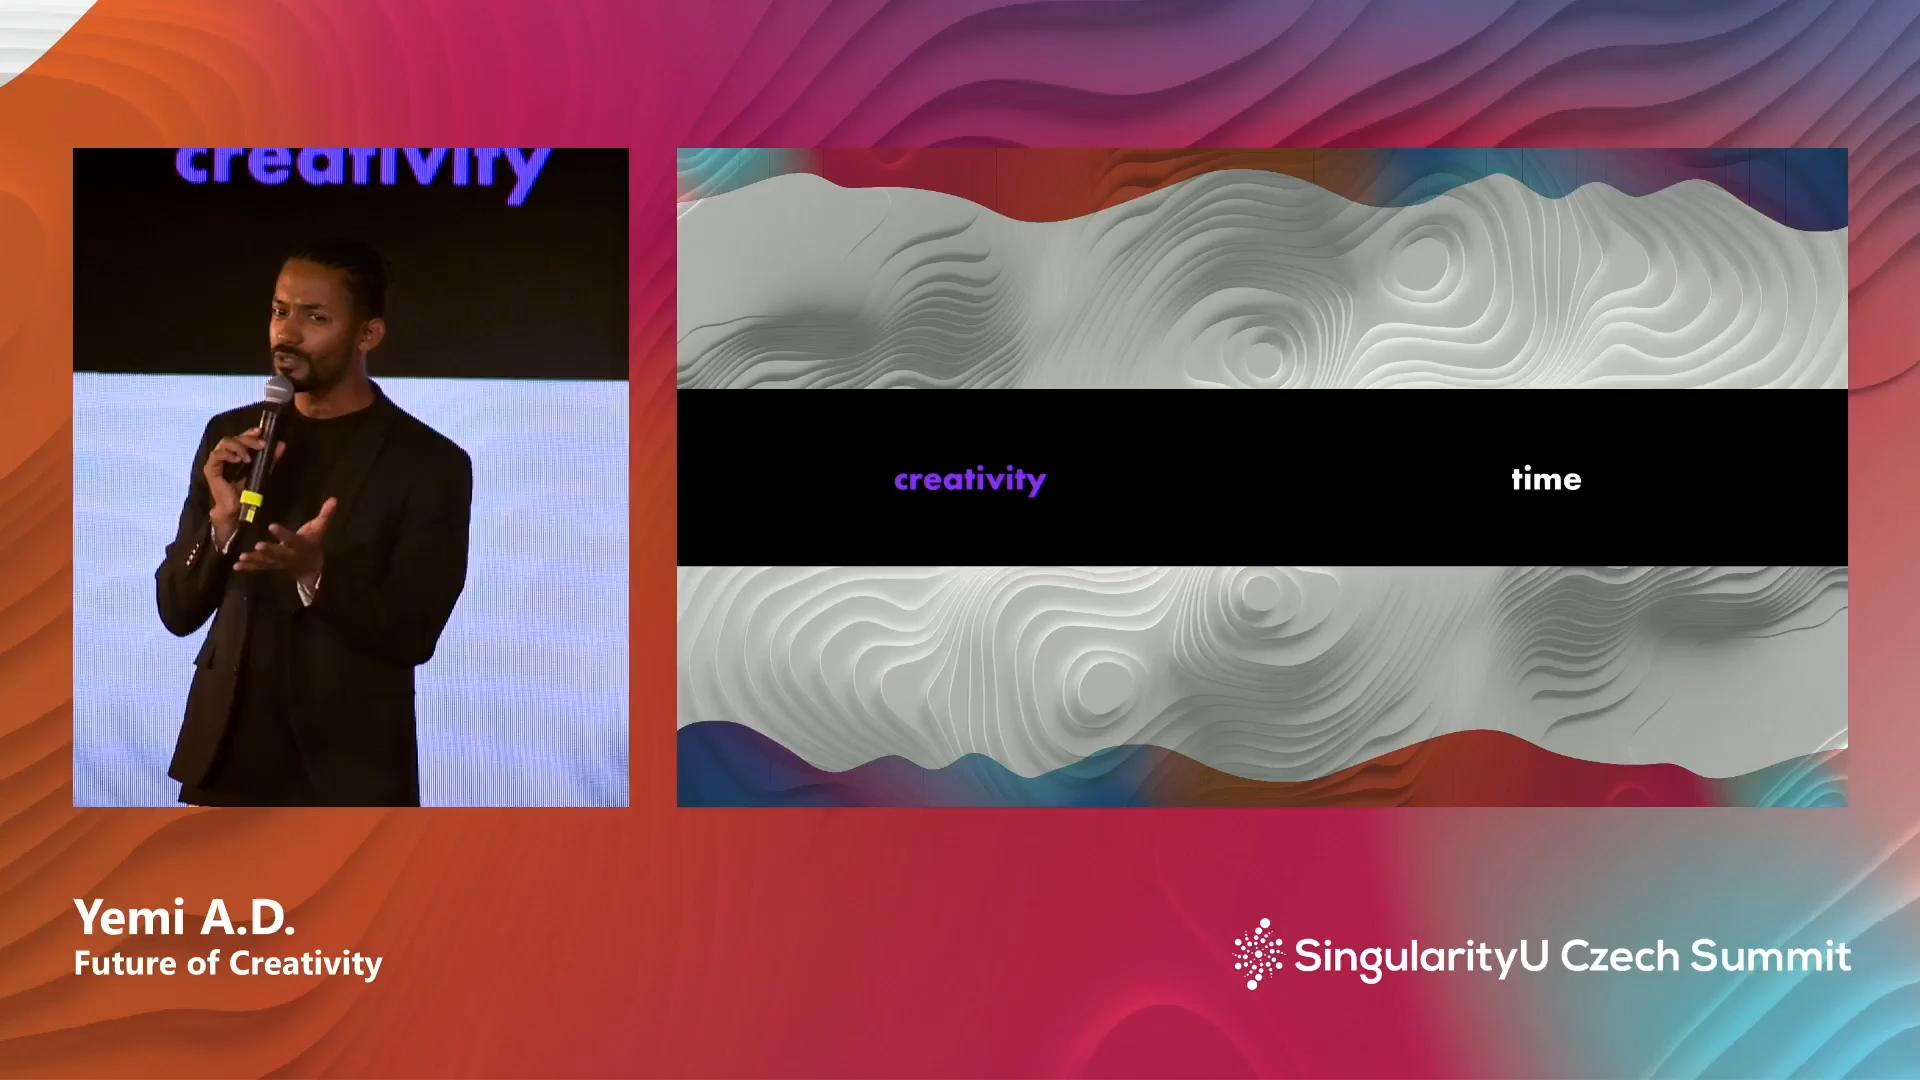 creativity
creativity
time
Yemi A.D.
Future of Creativity
SingularityU Czech Summit